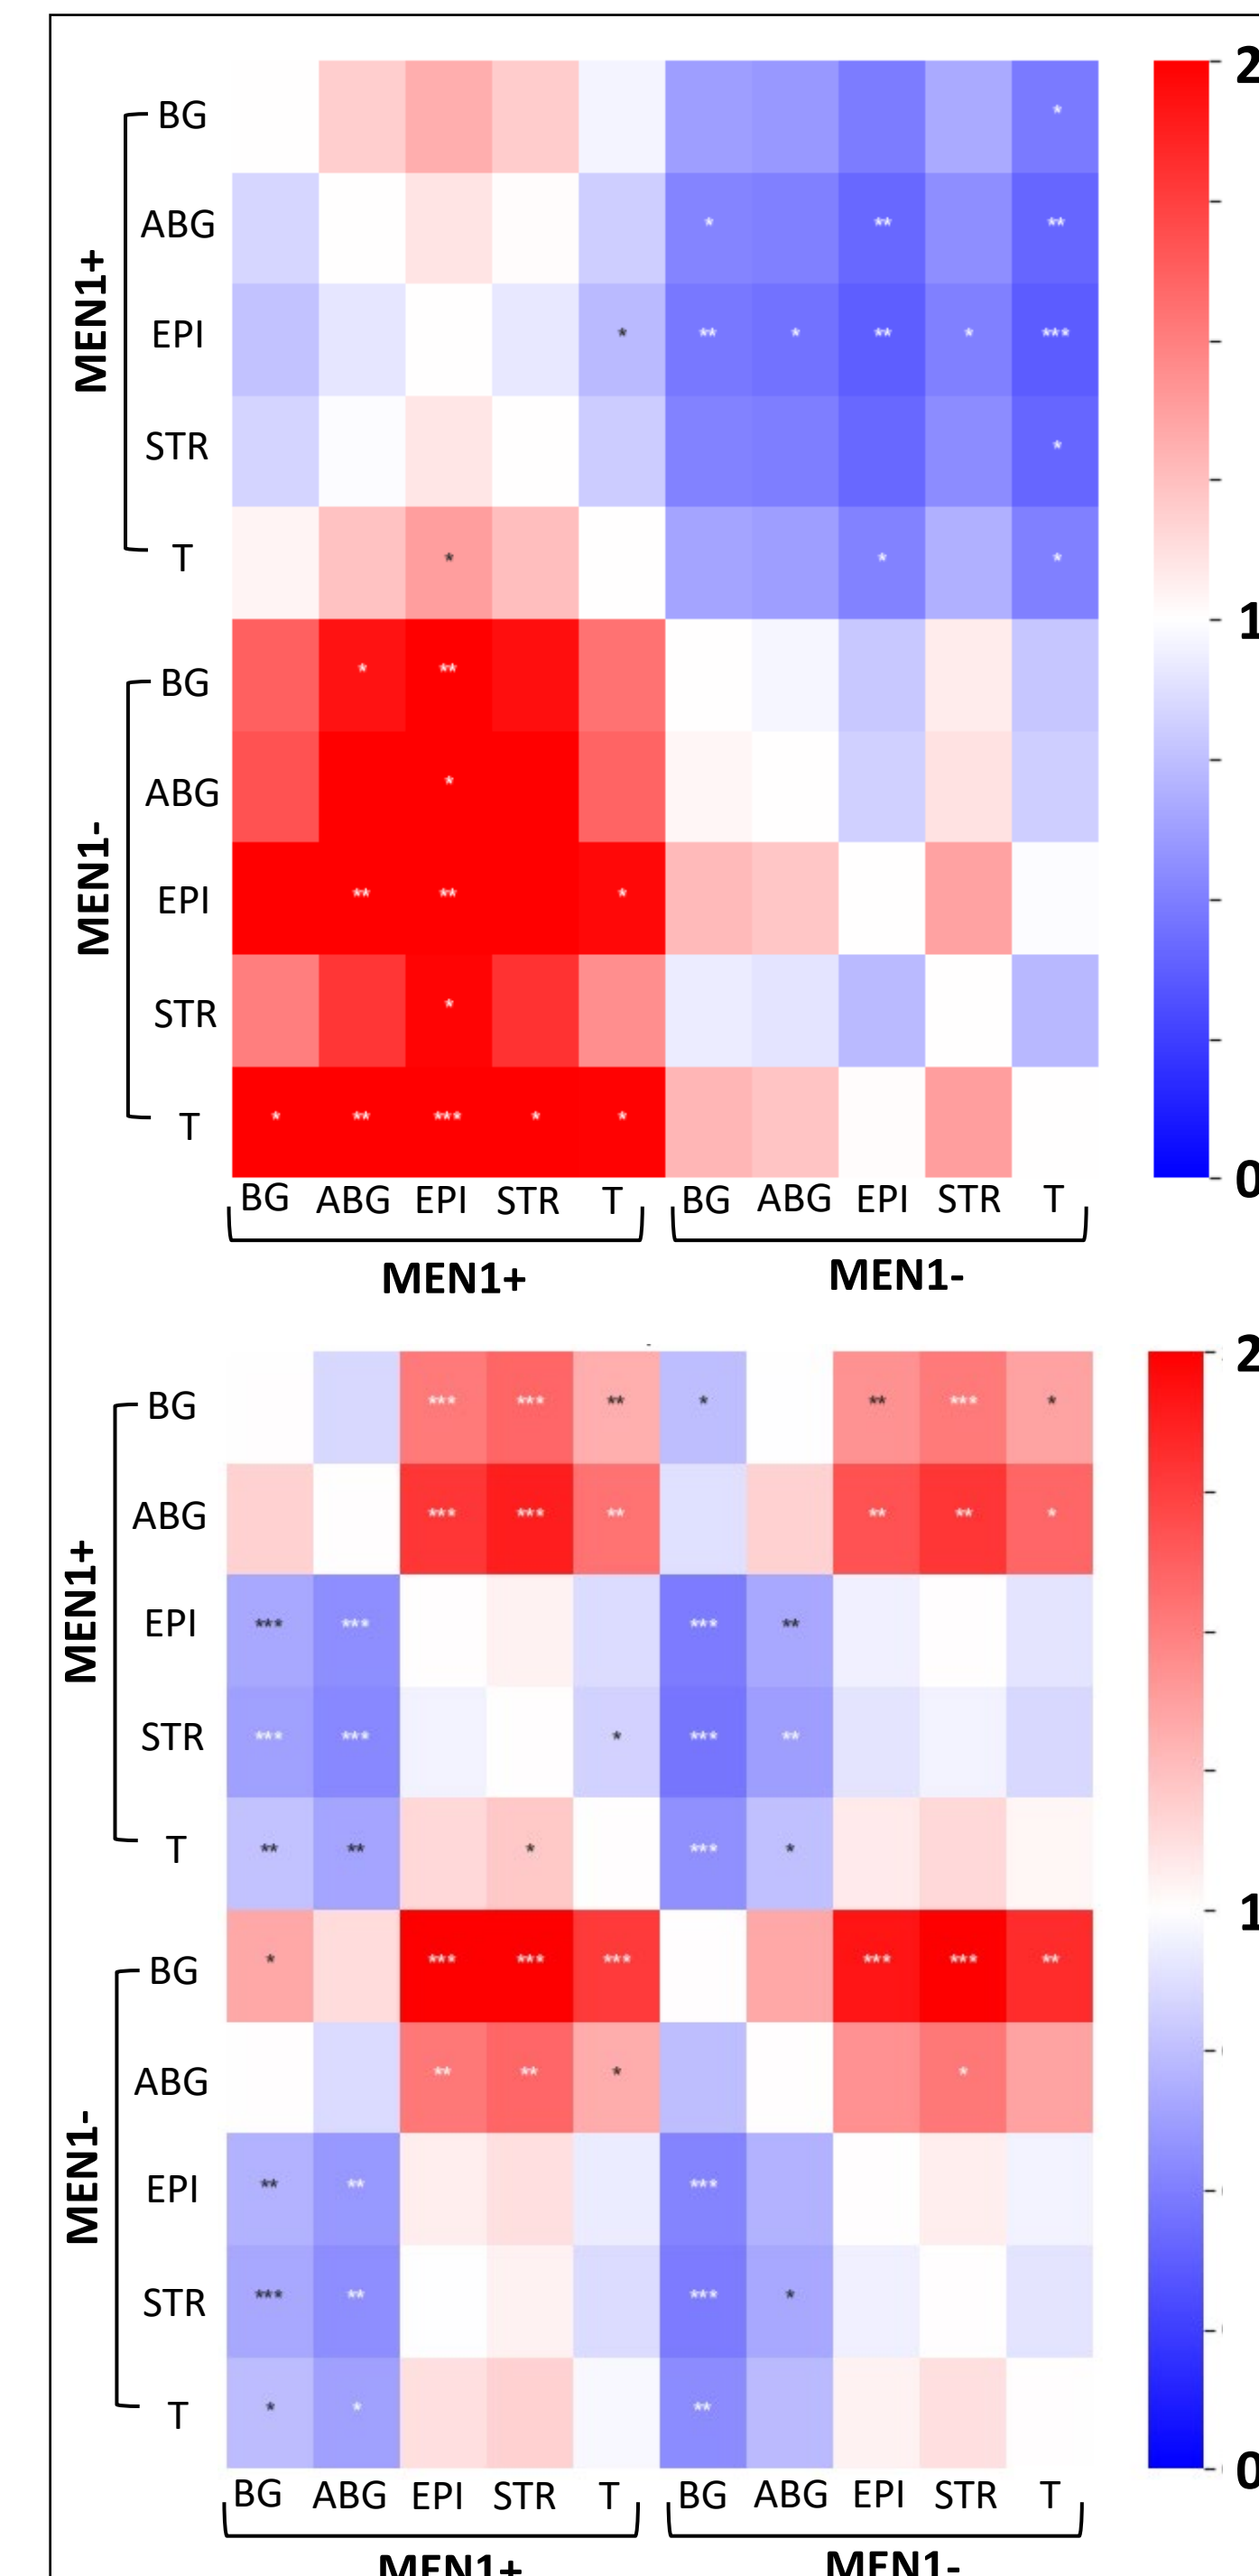 2
BG *
ABG * ** **
EPI * ** * ** * ***
STR *
T * * *
MEN1+
1
BG * **
ABG *
EPI ** ** *
STR *
T * ** *** * *
MEN1-
0
BG ABG EPI STR T BG ABG EPI STR T
MEN1+ MEN1-
2
BG *** *** ** * ** *** *
ABG *** *** ** ** ** *
EPI *** *** *** **
STR *** *** * *** **
T ** ** * *** *
MEN1+
1
BG * *** *** *** *** *** **
ABG ** ** * *
EPI ** ** ***
STR *** ** *** *
T * * **
MEN1-
0
BG ABG EPI STR T BG ABG EPI STR T
MEN1+ MEN1-